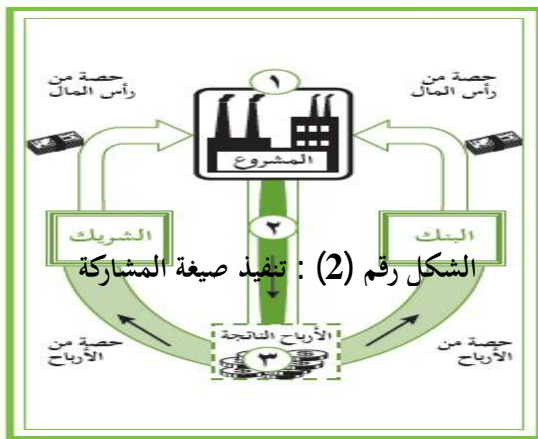 حصة من
رأس المال
١
حصة من
رأس المال
المشروع
البنك
٢
الشريك
الشكل رقم (2) : تنفيذ صيغة المشاركة
الأرباح الناتجة
٣
حصة من
الأرباح
حصة من
الأرباح